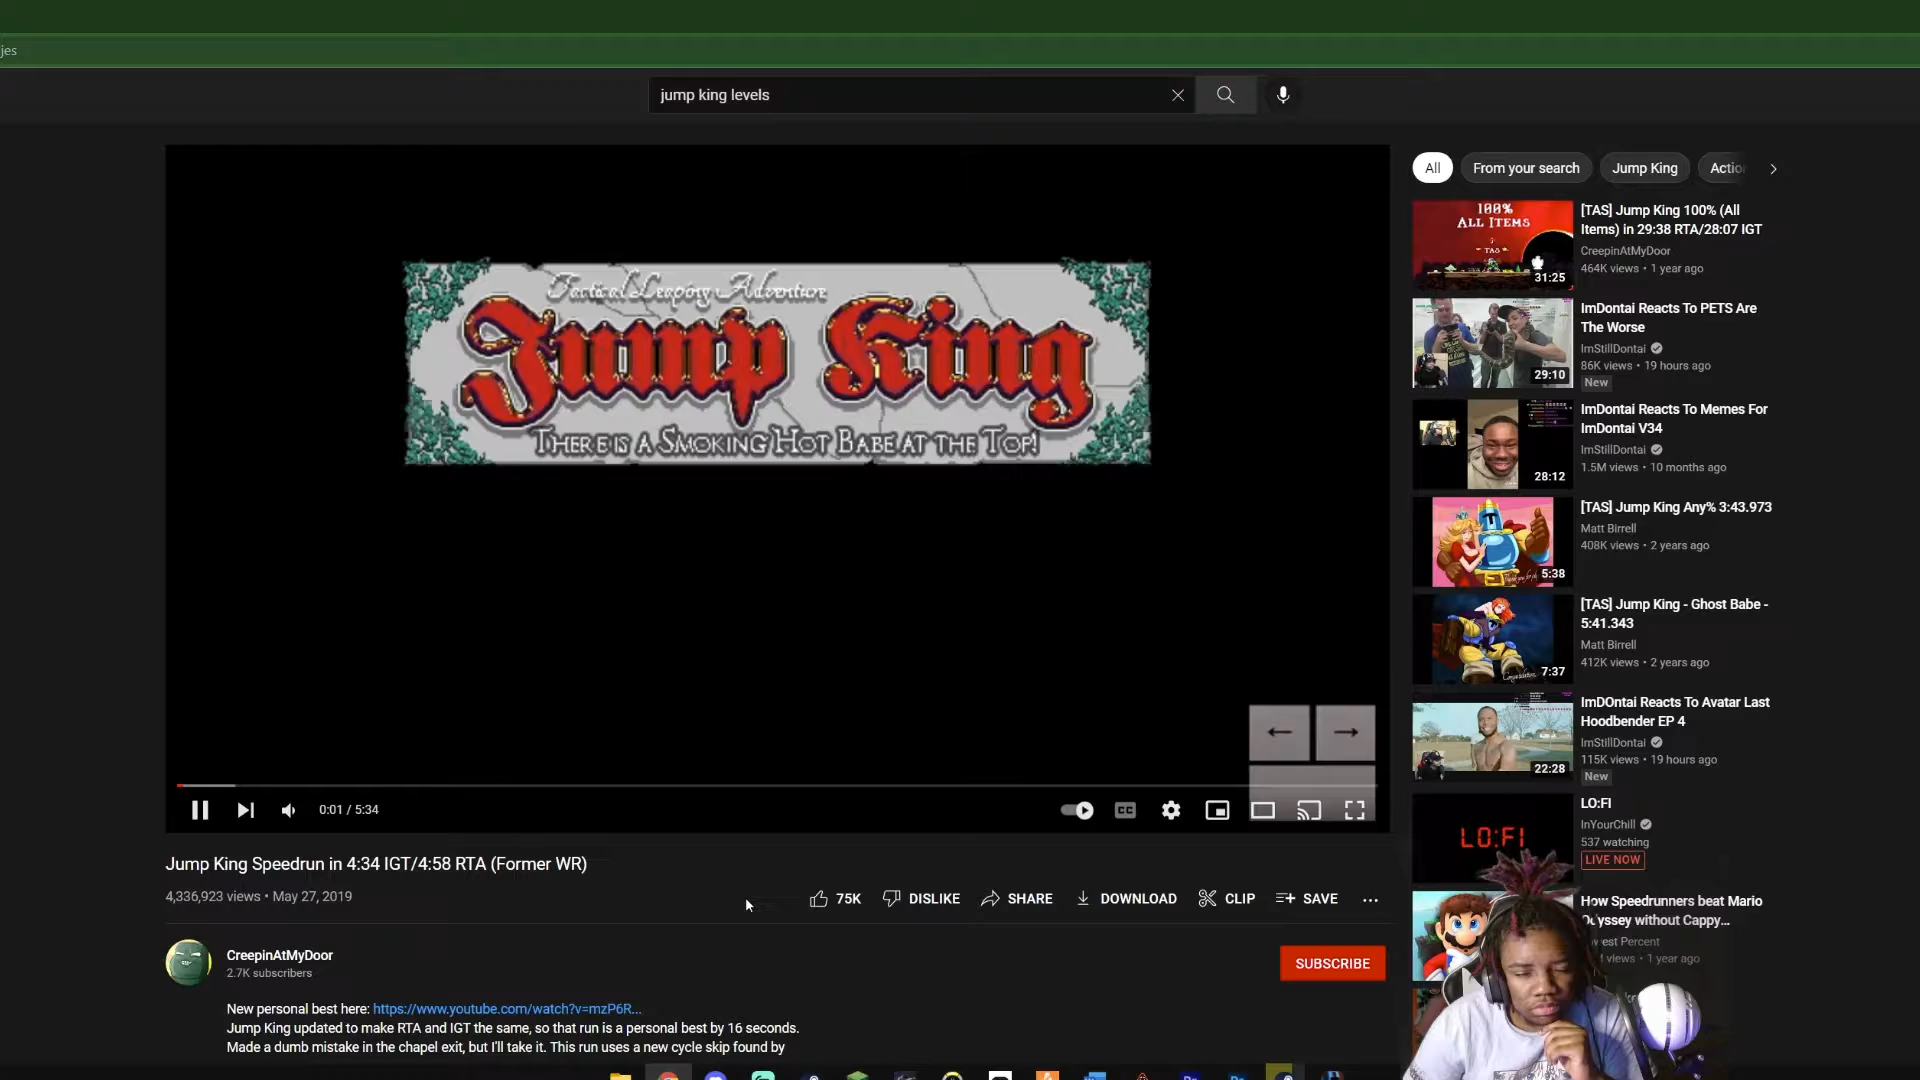 jes
jump king levels
Tactical Leaping Adventure
Jump King
There is a Smoking Hot Babe at the Top!
0:01 / 5:34
CC
Jump King Speedrun in 4:34 IGT/4:58 RTA (Former WR)
4,336,923 views • May 27, 2019
75K
DISLIKE
SHARE
DOWNLOAD
CLIP
SAVE
CreepinAtMyDoor
2.7K subscribers
SUBSCRIBE
New personal best here: https://www.youtube.com/watch?v=mzP6R...
Jump King updated to make RTA and IGT the same, so that run is a personal best by 16 seconds.
Made a dumb mistake in the chapel exit, but I'll take it. This run uses a new cycle skip found by
All
From your search
Jump King
Actio
100%
All Items
TAS
31:25
[TAS] Jump King 100% (All
Items) in 29:38 RTA/28:07 IGT
CreepinAtMyDoor
464K views • 1 year ago
29:10
ImDontai Reacts To PETS Are
The Worse
ImStillDontai
86K views • 19 hours ago
New
28:12
ImDontai Reacts To Memes For
ImDontai V34
ImStillDontai
1.5M views • 10 months ago
5:38
[TAS] Jump King Any% 3:43.973
Matt Birrell
408K views • 2 years ago
7:37
[TAS] Jump King - Ghost Babe -
5:41.343
Matt Birrell
412K views • 2 years ago
22:28
ImDOntai Reacts To Avatar Last
Hoodbender EP 4
ImStillDontai
115K views • 19 hours ago
New
LO:FI
LO:FI
InYourChill
537 watching
LIVE NOW
How Speedrunners beat Mario
Odyssey without Cappy...
west Percent
views • 1 year ago